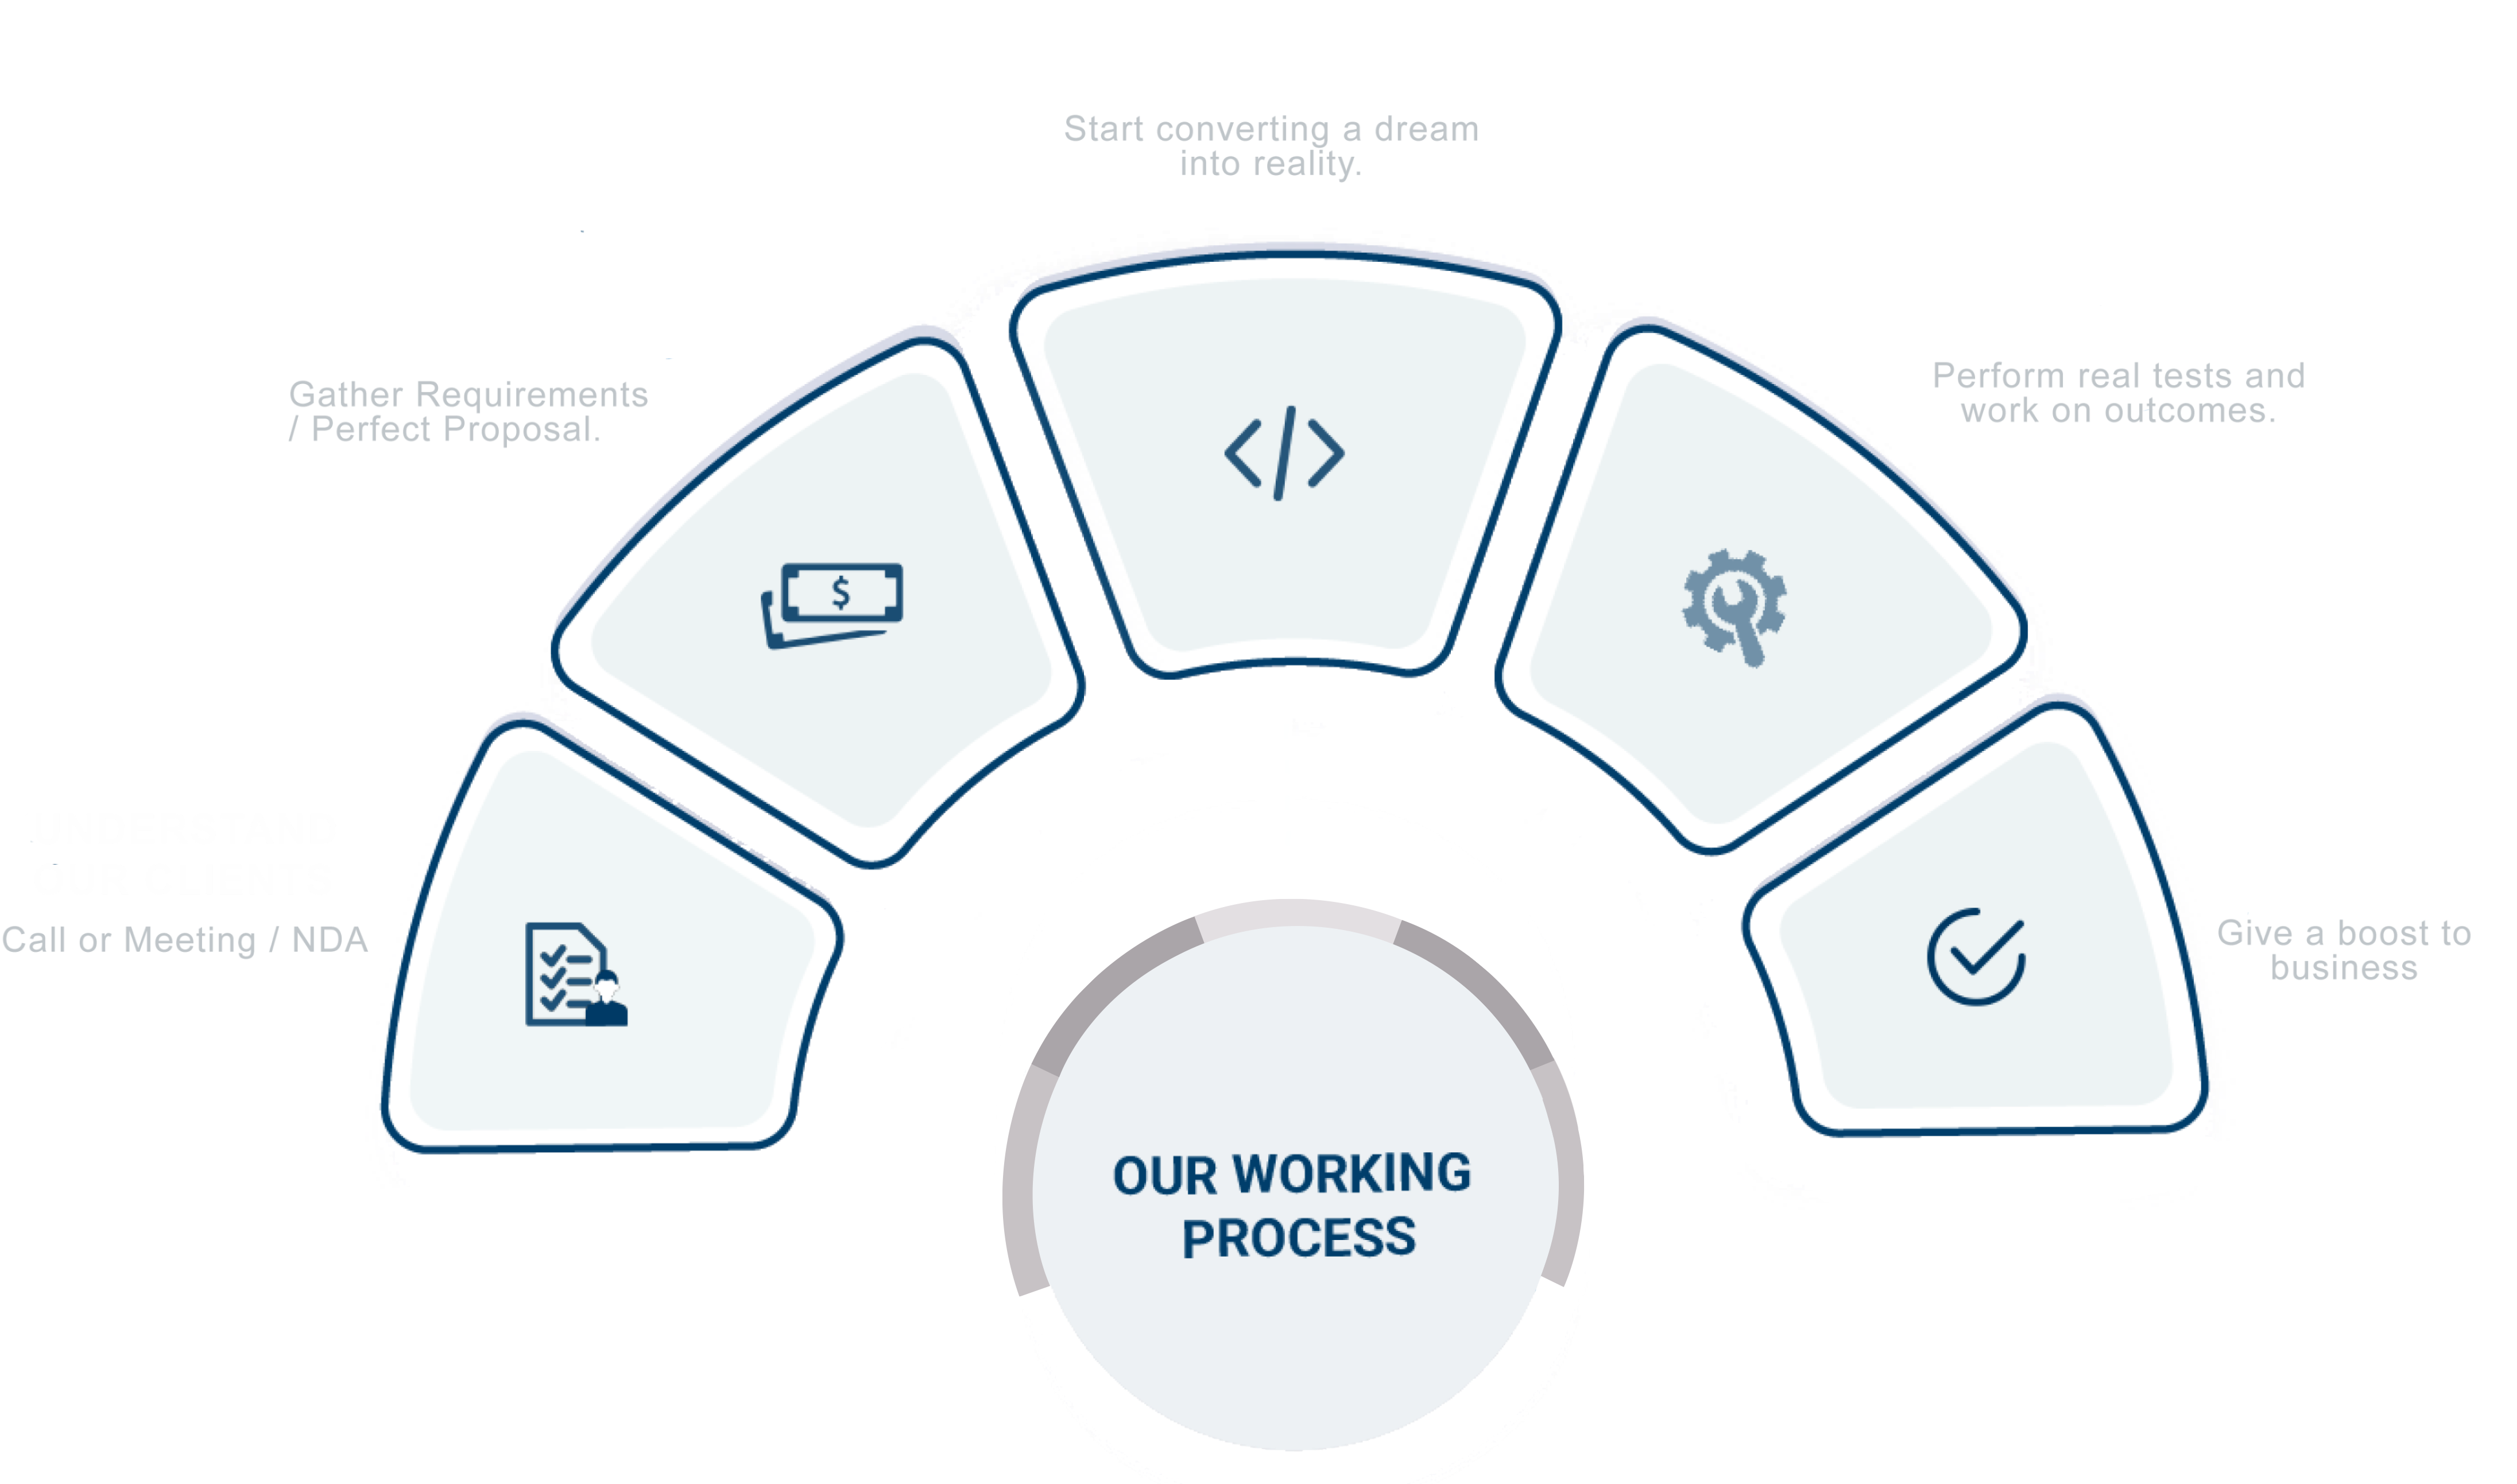 Start converting a dream
into reality.
Gather Requirements
/ Perfect Proposal.
Perform real tests and
work on outcomes.
$
Call or Meeting / NDA
Give a boost to
business
OUR WORKING
PROCESS